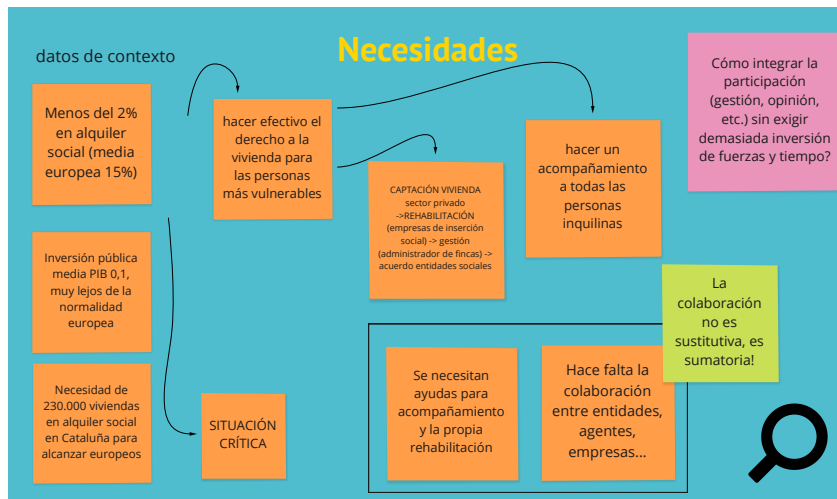 Necesidades
datos de contexto
Menos del 2%
en alquiler
social (media
europea 15%)
hacer efectivo el
derecho a la
vivienda para
las personas
más vulnerables
CAPTACIÓN VIVIENDA
sector privado
->REHABILITACIÓN
(empresas de inserción
social) -> gestión
(administrador de fincas) ->
acuerdo entidades sociales
hacer un
acompañamiento
a todas las
personas
inquilinas
Cómo integrar la
participación
(gestión, opinión,
etc.) sin exigir
demasiada inversión
de fuerzas y tiempo?
Inversión pública
media PIB 0,1,
muy lejos de la
normalidad
europea
La
colaboración
no es
sustitutiva, es
sumatoria!
Necesidad de
230.000 viviendas
en alquiler social
en Cataluña para
alcanzar europeos
SITUACIÓN
CRÍTICA
Se necesitan
ayudas para
acompañamiento
y la propia
rehabilitación
Hace falta la
colaboración
entre entidades,
agentes,
empresas...